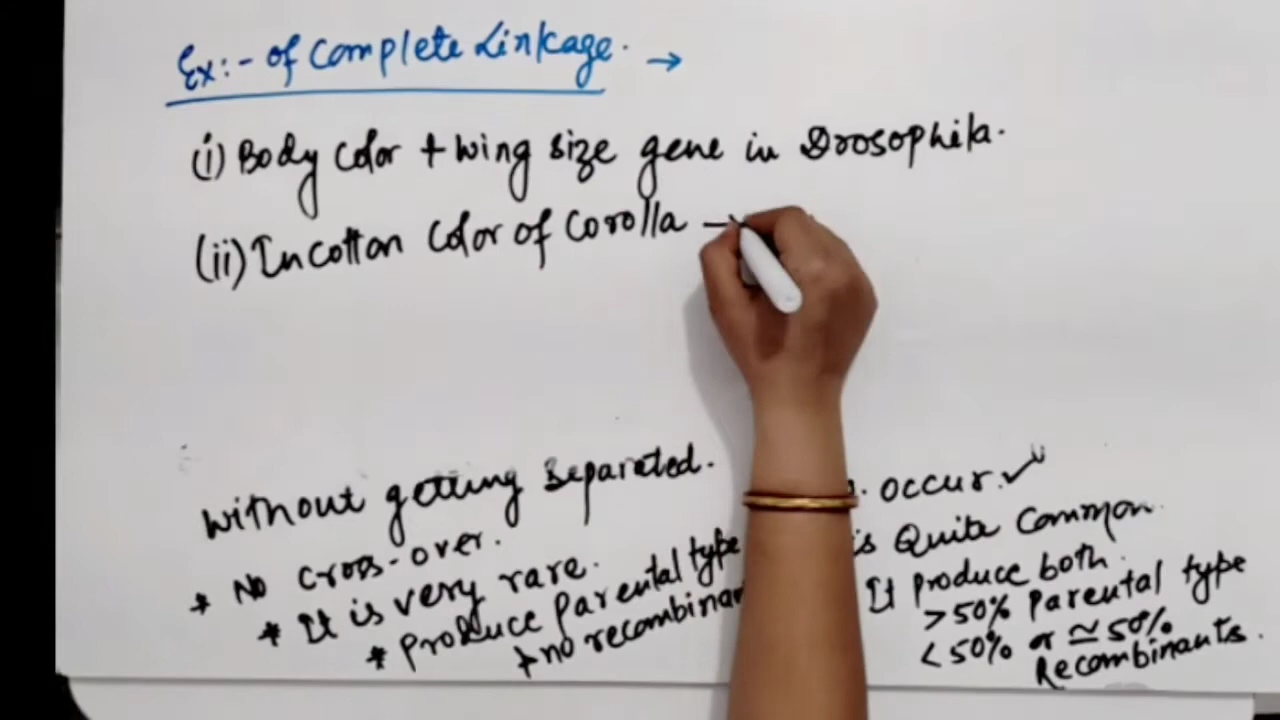 Ex:- of Complete Linkage. →
(i) Body Color + wing size gene in Drosophila.
(ii) In cotton Color of Corolla -
without getting separated.
* No cross-over.
* It is very rare.
* Produce Parental type
+ no recombinan
. occur. ✓
is Quite Common
It produce both
>50% Parental type
<50% or ≅ 50%
Recombinants.